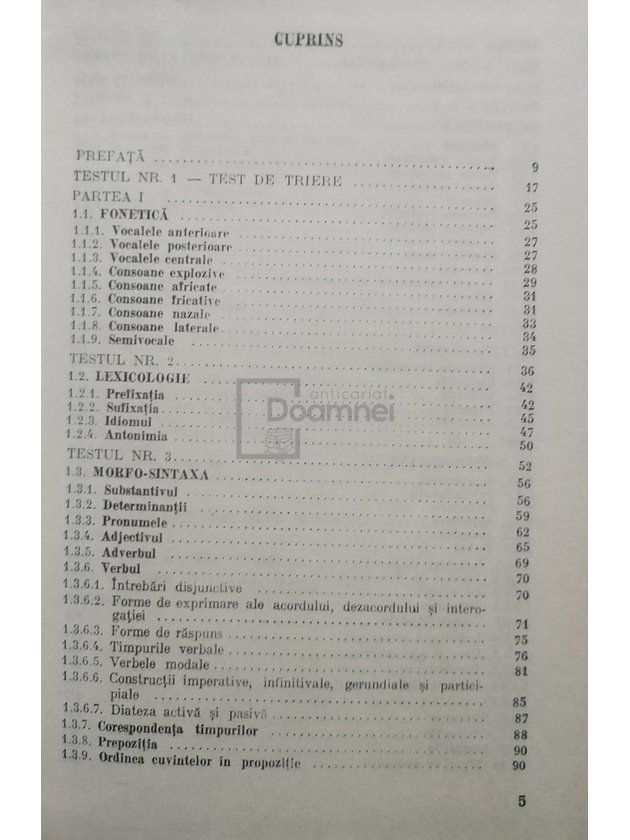 CUPRINS
PREFAȚĂ 9
TESTUL NR. 1 — TEST DE TRIERE 17
PARTEA I 25
1.1. FONETICĂ 25
1.1.1. Vocalele anterioare 27
1.1.2. Vocalele posterioare 27
1.1.3. Vocalele centrale 28
1.1.4. Consoane explozive 29
1.1.5. Consoane africate 31
1.1.6. Consoane fricative 31
1.1.7. Consoane nazale 33
1.1.8. Consoane laterale 34
1.1.9. Semivocale 35
TESTUL NR. 2 36
1.2. LEXICOLOGIE 42
1.2.1. Prefixația 42
1.2.2. Sufixația 45
1.2.3. Idiomul 47
1.2.4. Antonimia 50
TESTUL NR. 3 52
1.3. MORFO-SINTAXA 56
1.3.1. Substantivul 56
1.3.2. Determinanții 59
1.3.3. Pronumele 62
1.3.4. Adjectivul 65
1.3.5. Adverbul 69
1.3.6. Verbul 70
1.3.6.1. Întrebări disjunctive 70
1.3.6.2. Forme de exprimare ale acordului, dezacordului și intero-
gației 71
1.3.6.3. Forme de răspuns 75
1.3.6.4. Timpurile verbale 76
1.3.6.5. Verbele modale 81
1.3.6.6. Construcții imperative, infinitivale, gerundiale și partici-
piale 85
1.3.6.7. Diateza activă și pasivă 87
1.3.7. Corespondența timpurilor 88
1.3.8. Prepoziția 90
1.3.9. Ordinea cuvintelor în propoziție 90
5
anticariat
Doamnei